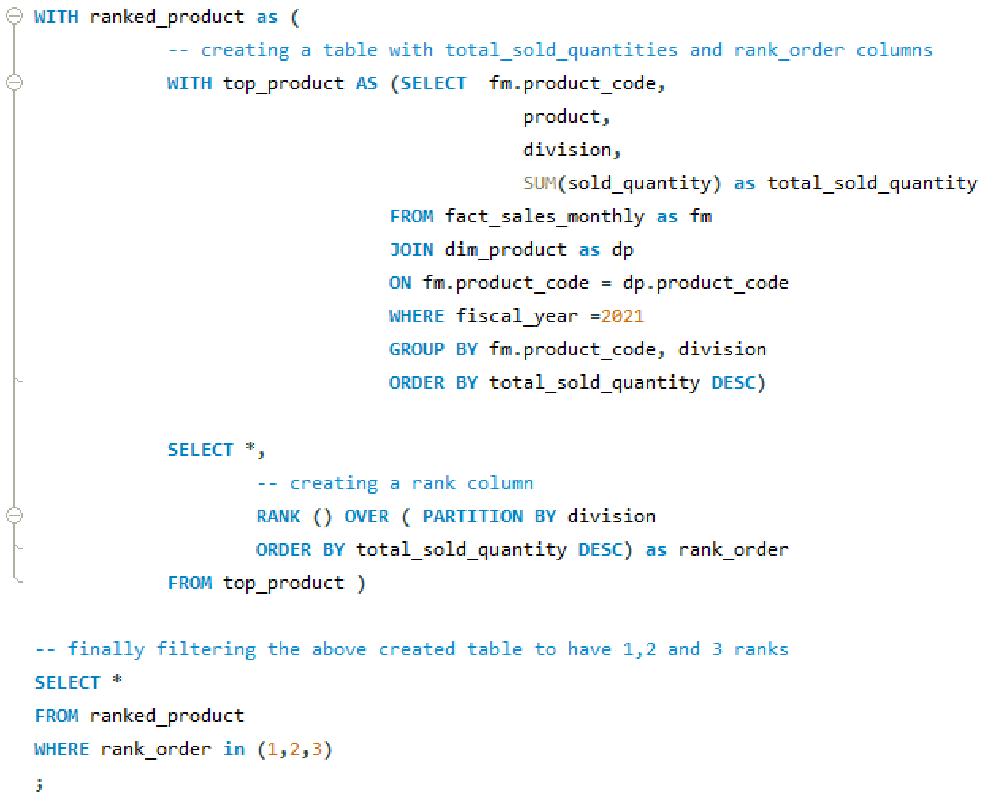 WITH ranked_product as (
-- creating a table with total_sold_quantities and rank_order columns
WITH top_product AS (SELECT  fm.product_code,
product,
division,
SUM(sold_quantity) as total_sold_quantity
FROM fact_sales_monthly as fm
JOIN dim_product as dp
ON fm.product_code = dp.product_code
WHERE fiscal_year =2021
GROUP BY fm.product_code, division
ORDER BY total_sold_quantity DESC)
SELECT *,
-- creating a rank column
RANK () OVER ( PARTITION BY division
ORDER BY total_sold_quantity DESC) as rank_order
FROM top_product )
-- finally filtering the above created table to have 1,2 and 3 ranks
SELECT *
FROM ranked_product
WHERE rank_order in (1,2,3)
;